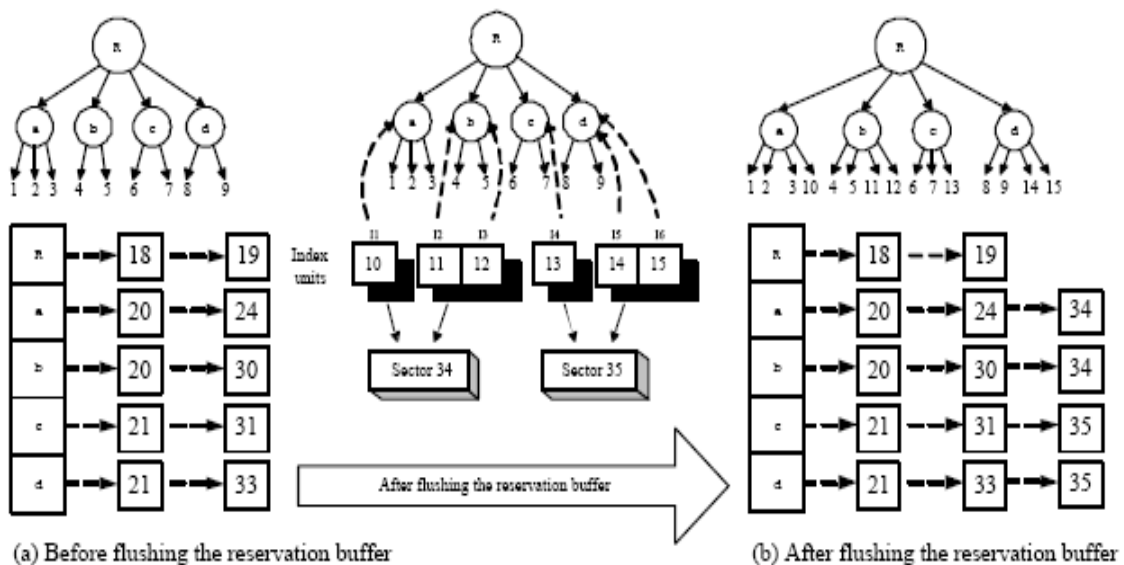 R
a b c d
1 2 3 4 5 6 7 8 9
R 18 19
a 20 24
b 20 30
c 21 31
d 21 33
(a) Before flushing the reservation buffer
R
a b c d
1 2 3 4 5 6 7 8 9
I1 I2 I3 I4 I5 I6
Index
units
10 11 12 13 14 15
Sector 34 Sector 35
After flushing the reservation buffer
R
a b c d
1 2 3 10 4 5 11 12 6 7 13 8 9 14 15
R 18 19
a 20 24 34
b 20 30 34
c 21 31 35
d 21 33 35
(b) After flushing the reservation buffer